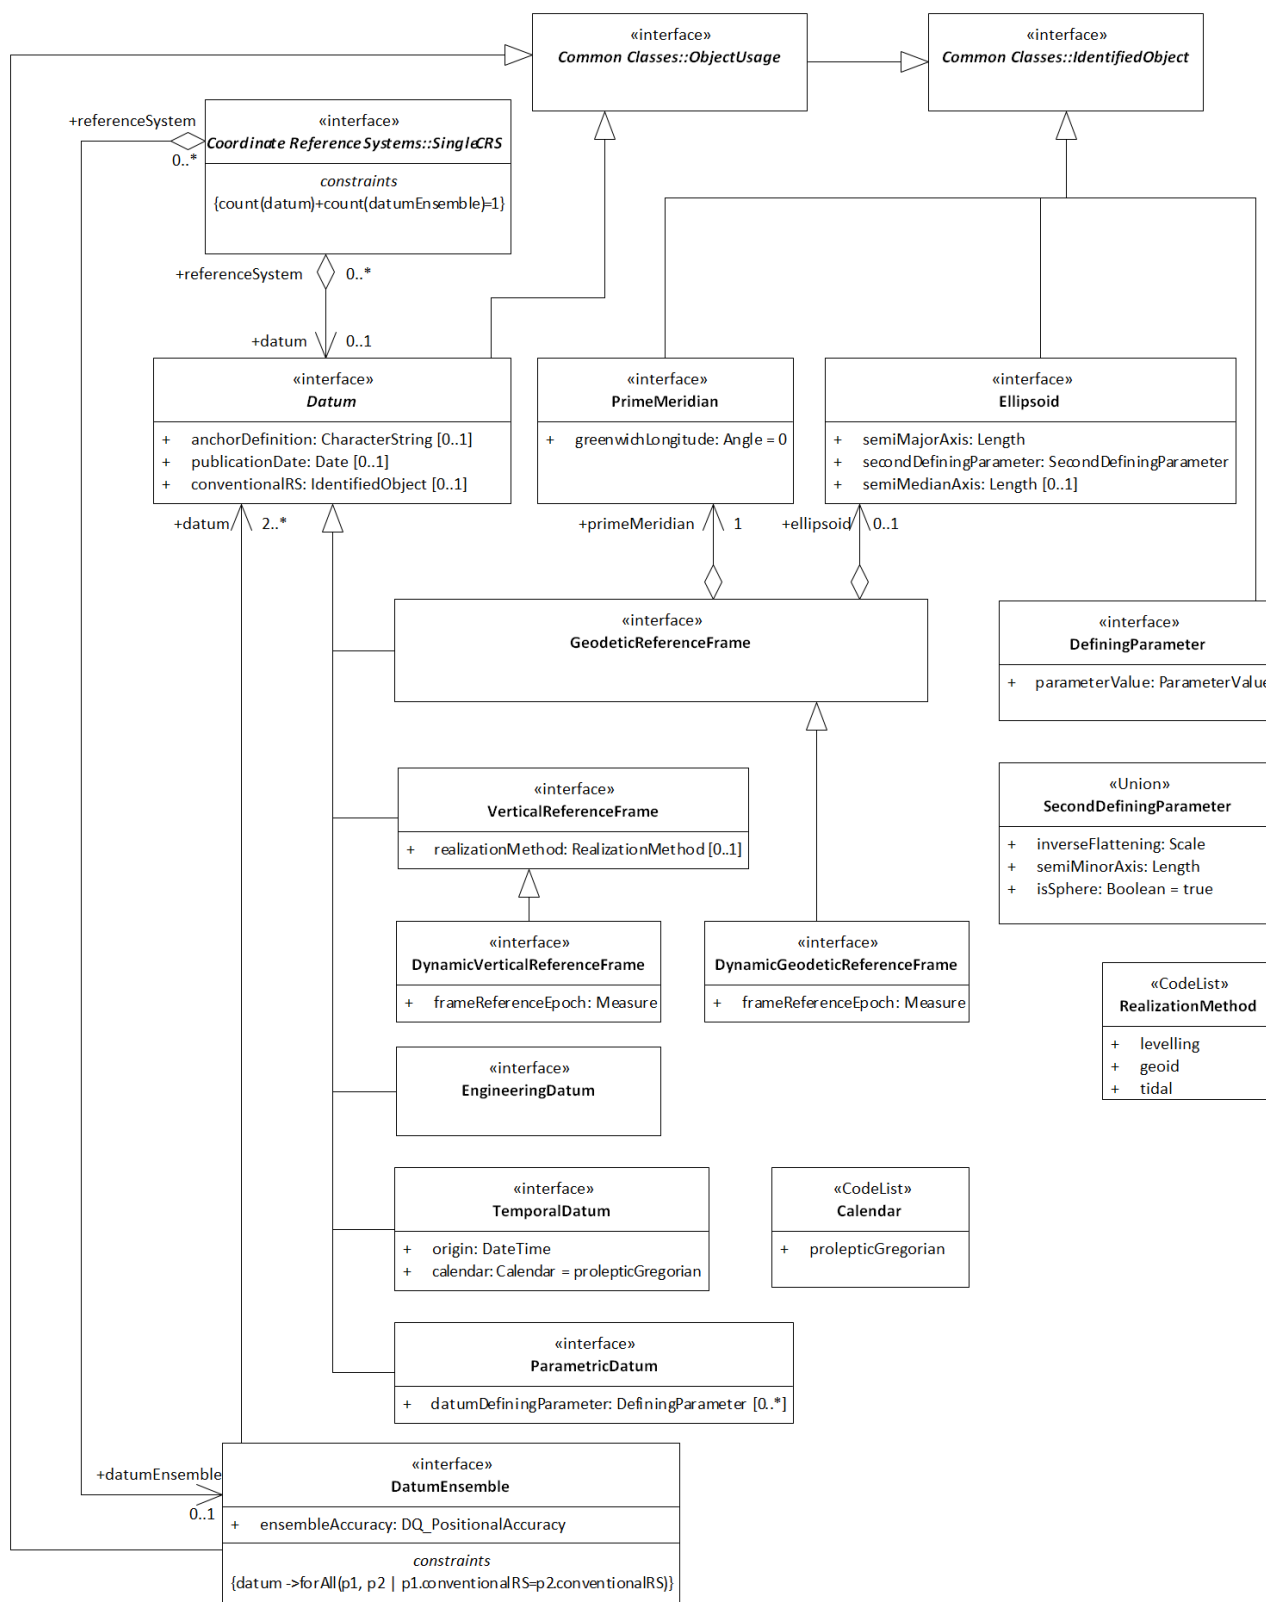 «interface»
Common Classes::ObjectUsage
«interface»
Common Classes::IdentifiedObject
+referenceSystem
0..*
«interface»
Coordinate Reference Systems::SingleCRS
constraints
{count(datum)+count(datumEnsemble)=1}
+referenceSystem
0..*
+datum
0..1
«interface»
Datum
+ anchorDefinition: CharacterString [0..1]
+ publicationDate: Date [0..1]
+ conventionalRS: IdentifiedObject [0..1]
«interface»
PrimeMeridian
+ greenwichLongitude: Angle = 0
«interface»
Ellipsoid
+ semiMajorAxis: Length
+ secondDefiningParameter: SecondDefiningParameter
+ semiMedianAxis: Length [0..1]
+datum
2..*
+primeMeridian
1
+ellipsoid
0..1
«interface»
GeodeticReferenceFrame
«interface»
DefiningParameter
+ parameterValue: ParameterValue
«interface»
VerticalReferenceFrame
+ realizationMethod: RealizationMethod [0..1]
«Union»
SecondDefiningParameter
+ inverseFlattening: Scale
+ semiMinorAxis: Length
+ isSphere: Boolean = true
«interface»
DynamicVerticalReferenceFrame
+ frameReferenceEpoch: Measure
«interface»
DynamicGeodeticReferenceFrame
+ frameReferenceEpoch: Measure
«CodeList»
RealizationMethod
+ levelling
+ geoid
+ tidal
«interface»
EngineeringDatum
«interface»
TemporalDatum
+ origin: DateTime
+ calendar: Calendar = prolepticGregorian
«CodeList»
Calendar
+ prolepticGregorian
«interface»
ParametricDatum
+ datumDefiningParameter: DefiningParameter [0..*]
+datumEnsemble
0..1
«interface»
DatumEnsemble
+ ensembleAccuracy: DQ_PositionalAccuracy
constraints
{datum ->forAll(p1, p2 | p1.conventionalRS=p2.conventionalRS)}